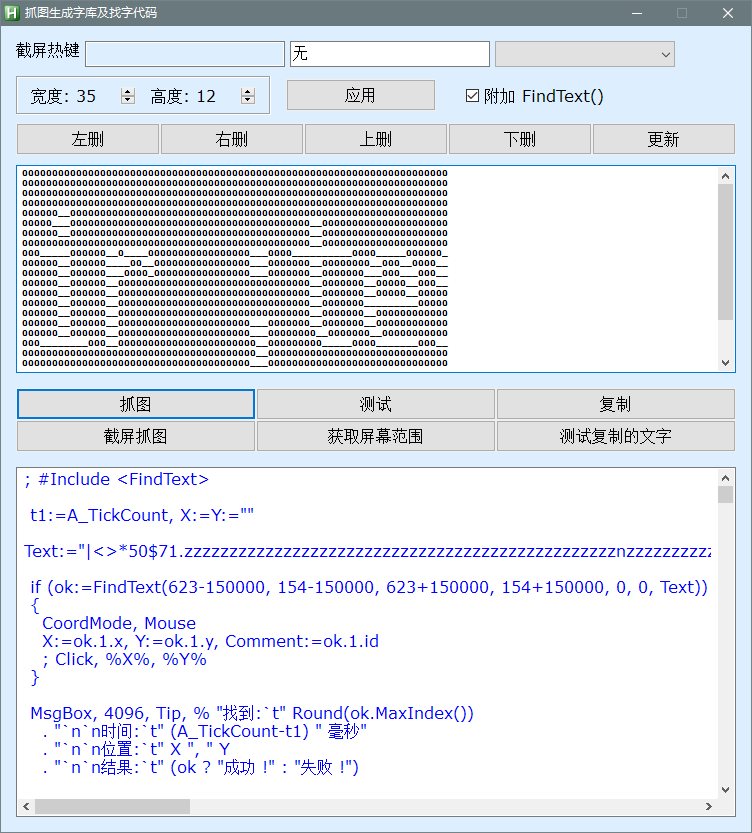 抓图生成字库及找字代码
截屏热键 无
宽度: 35 高度: 12 应用 附加 FindText()
左删 右删 上删 下删 更新
抓图 测试 复制
截屏抓图 获取屏幕范围 测试复制的文字
; #Include <FindText>
t1:=A_TickCount, X:=Y:=""
if (ok:=FindText(623-150000, 154-150000, 623+150000, 154+150000, 0, 0, Text))
{
CoordMode, Mouse
X:=ok.1.x, Y:=ok.1.y, Comment:=ok.1.id
; Click, %X%, %Y%
}
MsgBox, 4096, Tip, % "找到:`t" Round(ok.MaxIndex())
. "`n`n时间:`t" (A_TickCount-t1) " 毫秒"
. "`n`n位置:`t" X ", " Y
. "`n`n结果:`t" (ok ? "成功 !" : "失败 !")